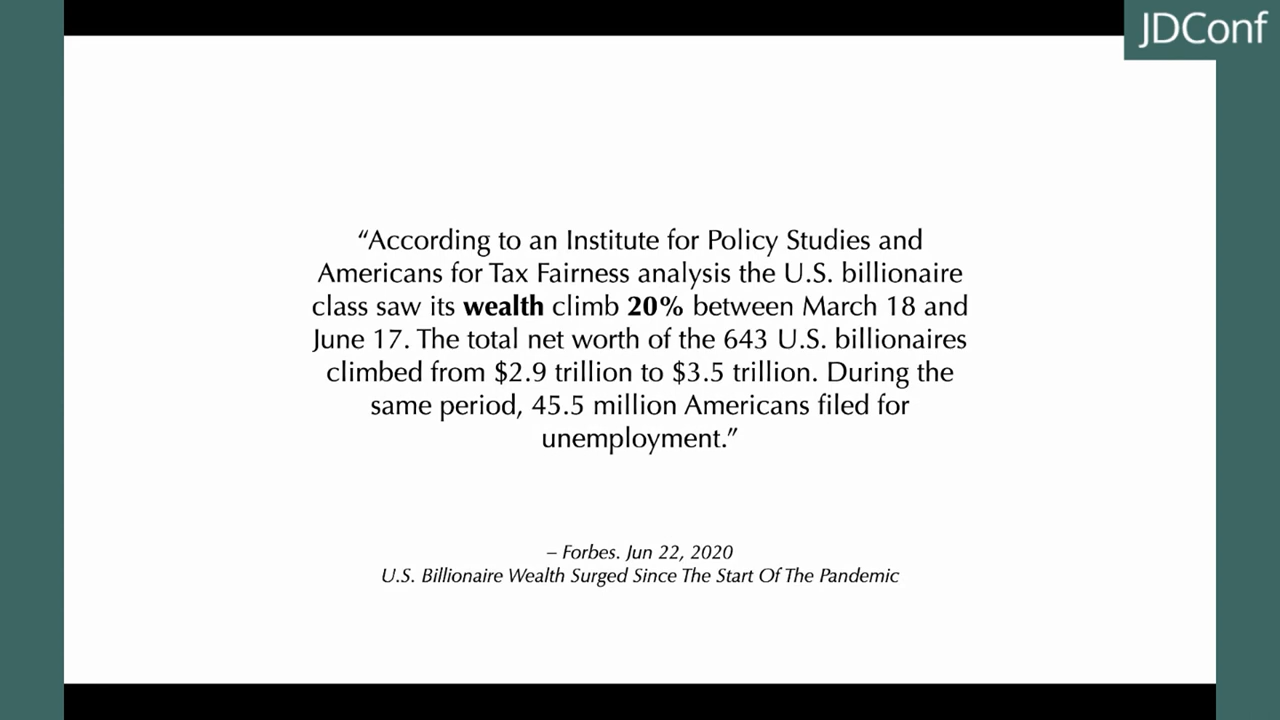 JDConf
“According to an Institute for Policy Studies and
Americans for Tax Fairness analysis the U.S. billionaire
class saw its wealth climb 20% between March 18 and
June 17. The total net worth of the 643 U.S. billionaires
climbed from $2.9 trillion to $3.5 trillion. During the
same period, 45.5 million Americans filed for
unemployment.”
– Forbes. Jun 22, 2020
U.S. Billionaire Wealth Surged Since The Start Of The Pandemic